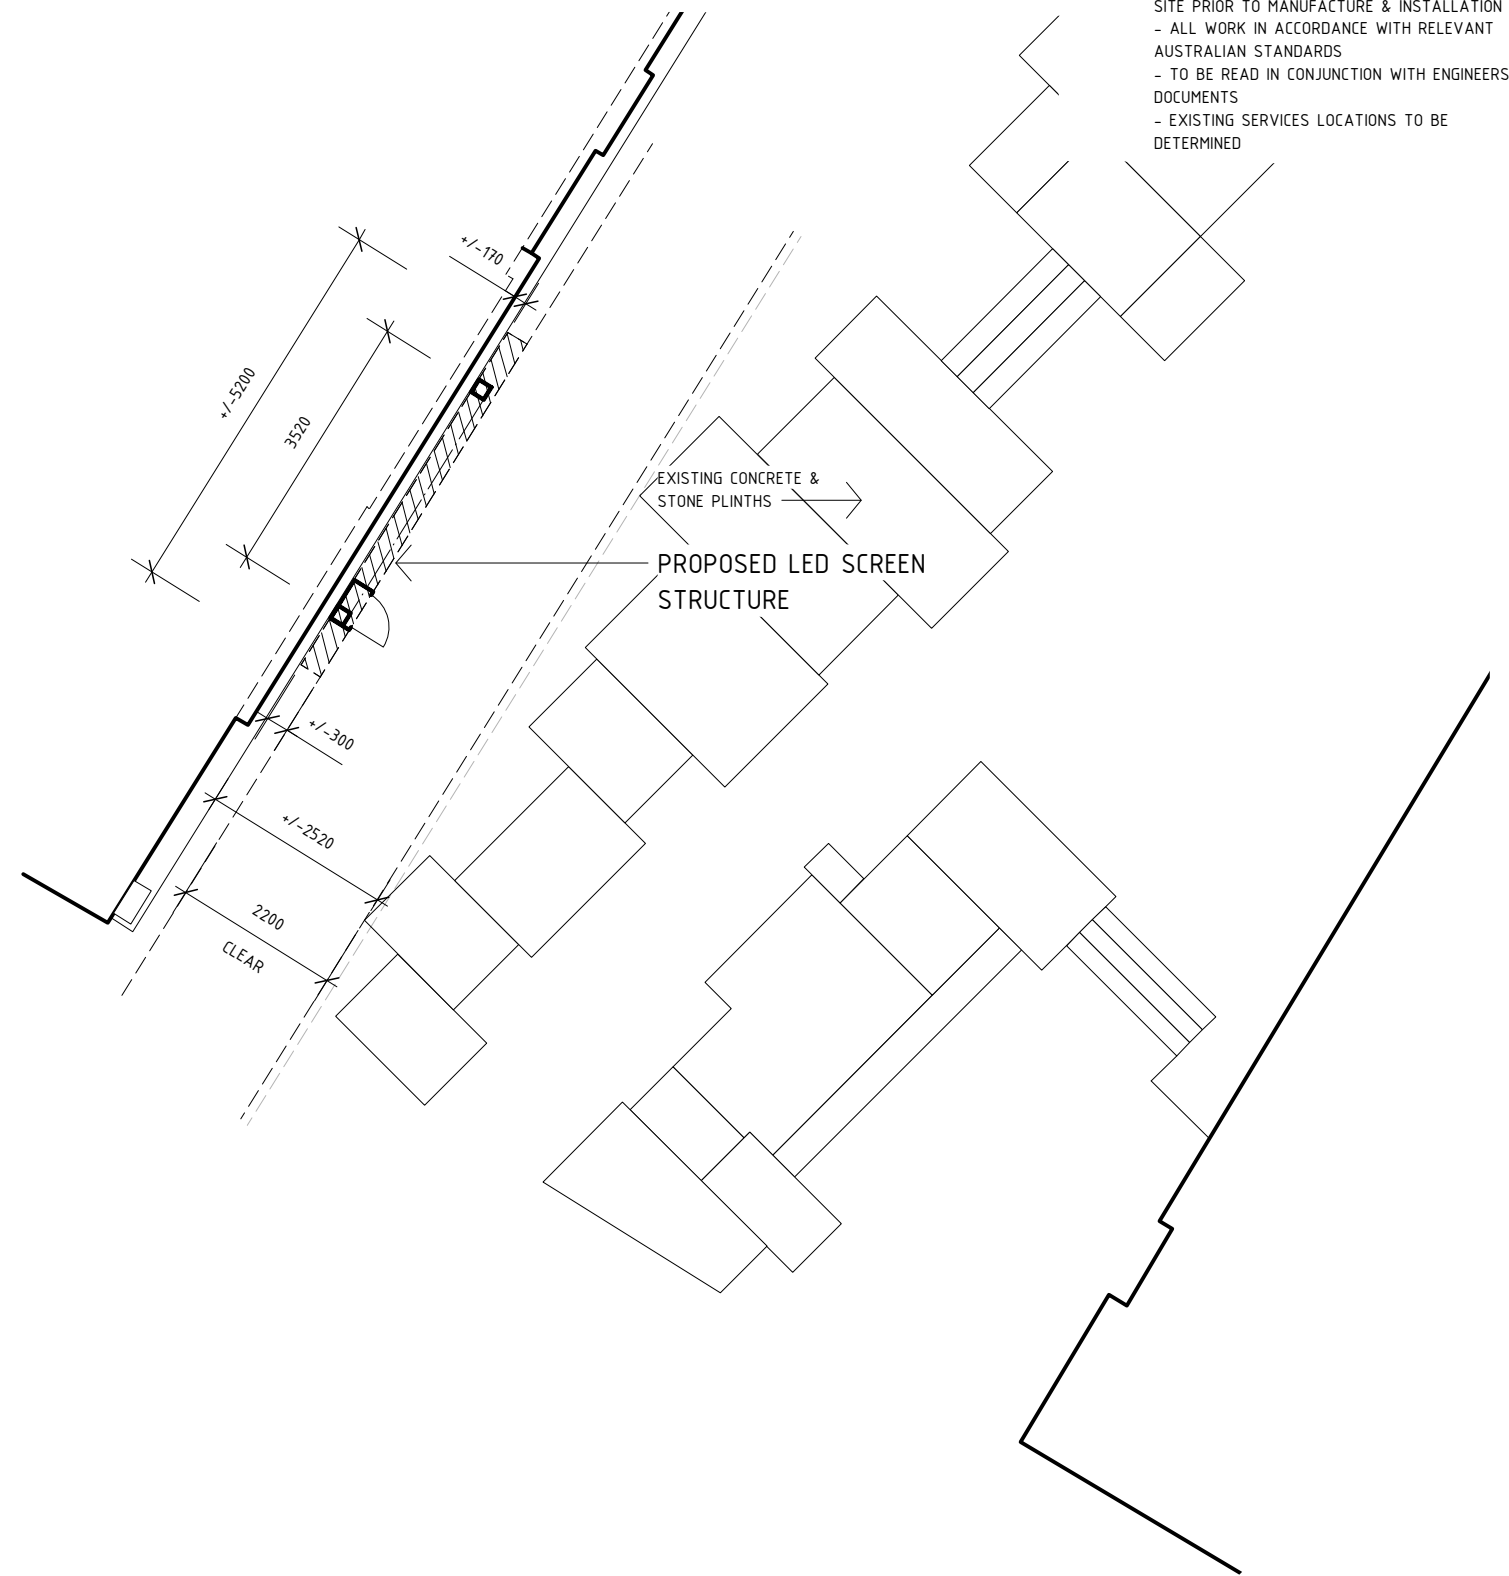 SITE PRIOR TO MANUFACTURE & INSTALLATION
- ALL WORK IN ACCORDANCE WITH RELEVANT
AUSTRALIAN STANDARDS
- TO BE READ IN CONJUNCTION WITH ENGINEERS
DOCUMENTS
- EXISTING SERVICES LOCATIONS TO BE
DETERMINED
+/-170
+/-5200
3520
EXISTING CONCRETE &
STONE PLINTHS
PROPOSED LED SCREEN
STRUCTURE
+/-300
+/-2520
2200
CLEAR